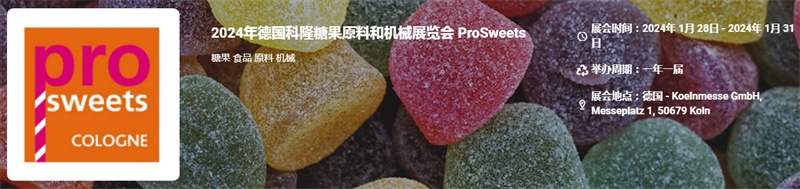 pro
sweets
COLOGNE
2024年德国科隆糖果原料和机械展览会 ProSweets
糖果 食品 原料 机械
展会时间：2024年 1月 28日 - 2024年 1月 31
日
举办周期：一年一届
展会地点：德国 - Koelnmesse GmbH,
Messeplatz 1, 50679 Koln